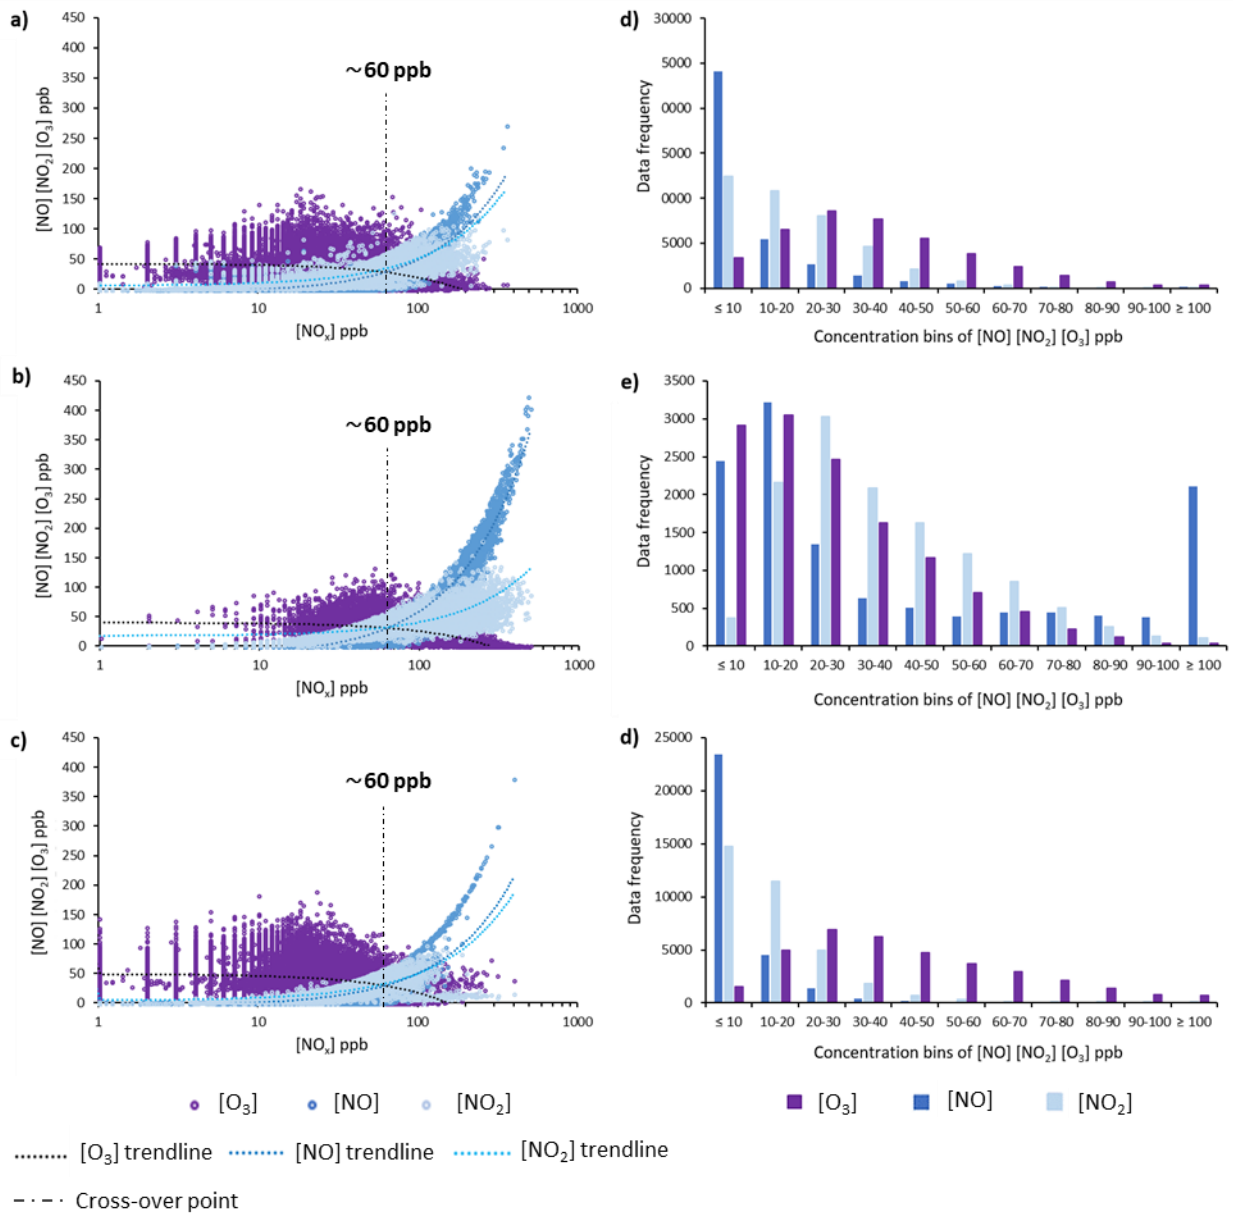 a)
450
400
350
300
250
200
150
100
50
0
[NO] [NO2] [O3] ppb
~60 ppb
1
10
100
1000
[NOx] ppb
d)
30000
5000
0000
5000
0000
5000
0
Data frequency
≤ 10 10-20 20-30 30-40 40-50 50-60 60-70 70-80 80-90 90-100 ≥ 100
Concentration bins of [NO] [NO2] [O3] ppb
b)
450
400
350
300
250
200
150
100
50
0
[NO] [NO2] [O3] ppb
~60 ppb
1
10
100
1000
[NOx] ppb
e)
3500
3000
2500
2000
1500
1000
500
0
Data frequency
≤ 10 10-20 20-30 30-40 40-50 50-60 60-70 70-80 80-90 90-100 ≥ 100
Concentration bins of [NO] [NO2] [O3] ppb
c)
450
400
350
300
250
200
150
100
50
0
[NO] [NO2] [O3] ppb
~60 ppb
1
10
100
1000
[NOx] ppb
d)
25000
20000
15000
10000
5000
0
Data frequency
≤ 10 10-20 20-30 30-40 40-50 50-60 60-70 70-80 80-90 90-100 ≥ 100
Concentration bins of [NO] [NO2] [O3] ppb
[O3] [NO] [NO2]
[O3] [NO] [NO2]
[O3] trendline [NO] trendline [NO2] trendline
Cross-over point